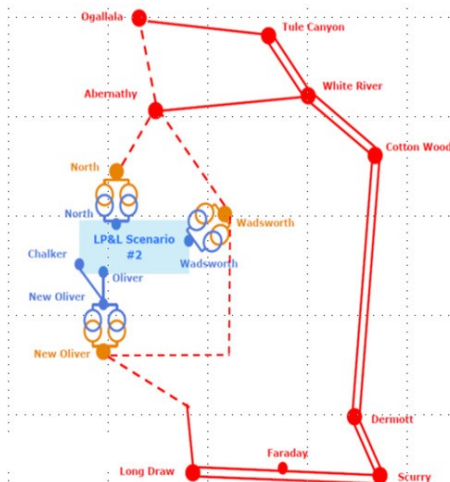 Ogallala
Tule Canyon
Abernathy
White River
Cotton Wood
North
North
Wadsworth
LP&L Scenario
#2
Chalker
Oliver
Wadsworth
New Oliver
New Oliver
Dermott
Faraday
Long Draw
Scurry